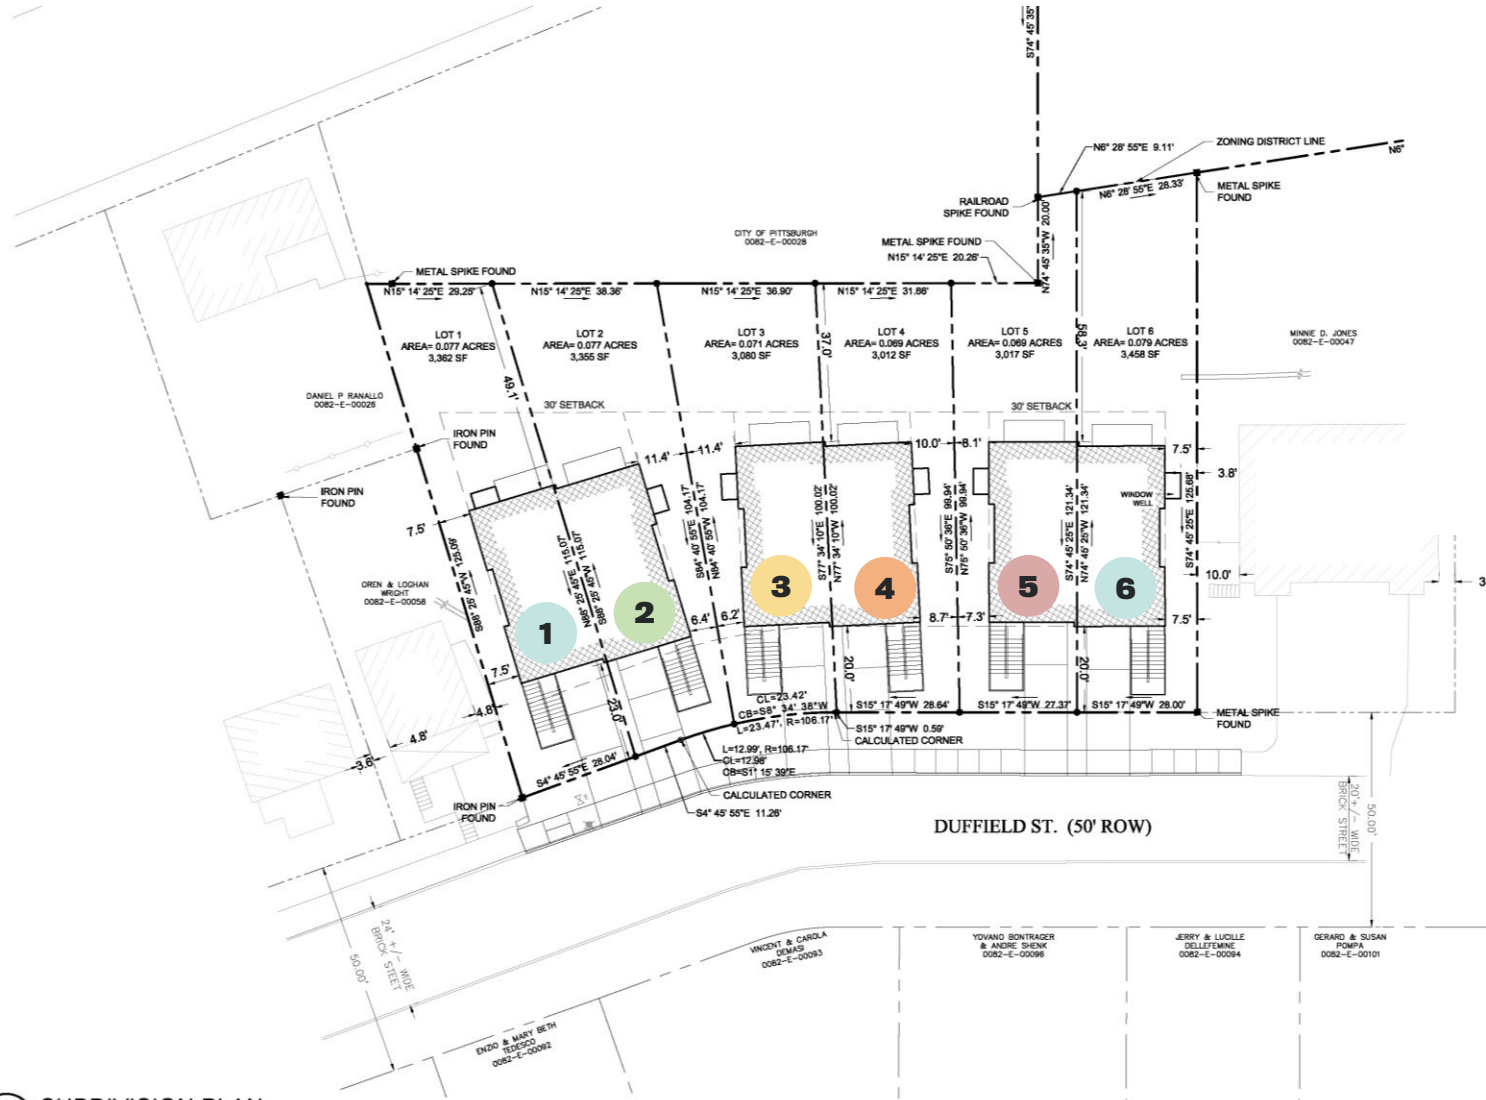 S74° 45' 35"
N6° 28' 55"E 9.11'
ZONING DISTRICT LINE
N6°
N6° 28' 55"E 28.33'
METAL SPIKE
FOUND
RAILROAD
SPIKE FOUND
N74° 45' 35"W 20.00'
CITY OF PITTSBURGH
0082-E-00028
METAL SPIKE FOUND
N15° 14' 25"E 20.26'
METAL SPIKE FOUND
N15° 14' 25"E 29.25'
N15° 14' 25"E 38.36'
N15° 14' 25"E 36.90'
N15° 14' 25"E 31.66'
LOT 1
AREA= 0.077 ACRES
3,362 SF
LOT 2
AREA= 0.077 ACRES
3,355 SF
LOT 3
AREA= 0.071 ACRES
3,080 SF
LOT 4
AREA= 0.069 ACRES
3,012 SF
LOT 5
AREA= 0.069 ACRES
3,017 SF
LOT 6
AREA= 0.079 ACRES
3,458 SF
MINNIE D. JONES
0082-E-00047
37.0'
58.3'
49.1'
DANIEL P RANALLO
0082-E-00026
30' SETBACK
30' SETBACK
IRON PIN
FOUND
IRON PIN
FOUND
11.4'
11.4'
10.0'
8.1'
7.5'
3.8'
WINDOW
WELL
7.5'
S88° 25' 45"W 125.09'
N88° 25' 45"E 115.07'
S88° 25' 45"W 115.07'
S84° 40' 55"E 104.17'
N84° 40' 55"W 104.17'
S77° 34' 10"E 100.02'
N77° 34' 10"W 100.02'
S75° 50' 36"E 99.94'
N75° 50' 36"W 99.94'
S74° 45' 25"E 121.34'
N74° 45' 25"W 121.34'
S74° 45' 25"E 125.68'
OREN & LOGHAN
WRIGHT
0082-E-00058
10.0'
3
1
2
3
4
5
6
6.4'
6.2'
8.7'
7.3'
7.5'
7.5'
4.8'
4.8'
3.6'
23.0'
20.0'
20.0'
CL=23.42'
CB=S8° 34' 38"W
L=23.47', R=106.17'
S15° 17' 49"W 28.64'
S15° 17' 49"W 27.37'
S15° 17' 49"W 28.00'
METAL SPIKE
FOUND
S15° 17' 49"W 0.59'
CALCULATED CORNER
L=12.99', R=106.17'
CL=12.98'
CB=S1° 15' 39"E
S4° 45' 55"E 28.04'
CALCULATED CORNER
S4° 45' 55"E 11.26'
IRON PIN
FOUND
DUFFIELD ST. (50' ROW)
20'+/- WIDE
BRICK STREET
50.00'
24' +/- WIDE
BRICK STEET
50.00'
VINCENT & CAROLA
DEMASI
0082-E-00093
YOVANO BONTRAGER
& ANDRE SHENK
0082-E-00096
JERRY & LUCILLE
DELLEFEMINE
0082-E-00094
GERARD & SUSAN
POMPA
0082-E-00101
ENZIO & MARY BETH
TEDESCO
0082-E-00092
SUBDIVISION PLAN